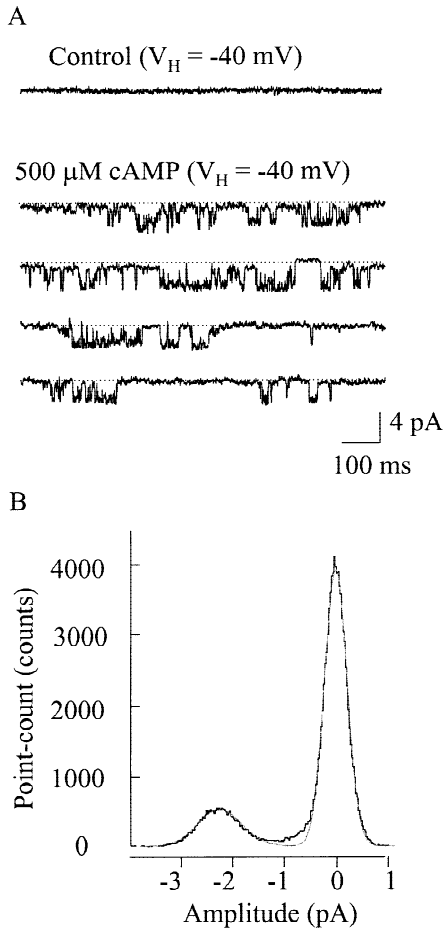 A
Control (V_H = -40 mV)
500 µM cAMP (V_H = -40 mV)
4 pA
100 ms
B
4000
3000
2000
1000
0
Point-count (counts)
-3 -2 -1 0 1
Amplitude (pA)